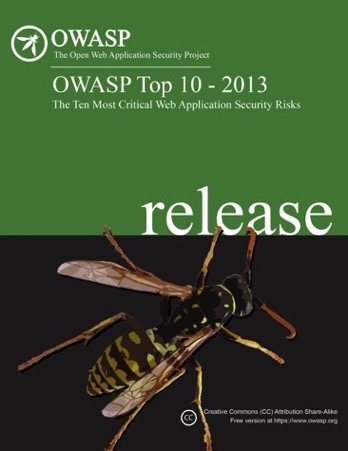 OWASP
The Open Web Application Security Project
OWASP Top 10 - 2013
The Ten Most Critical Web Application Security Risks
release
cc
Creative Commons (CC) Attribution Share-Alike
Free version at https://www.owasp.org